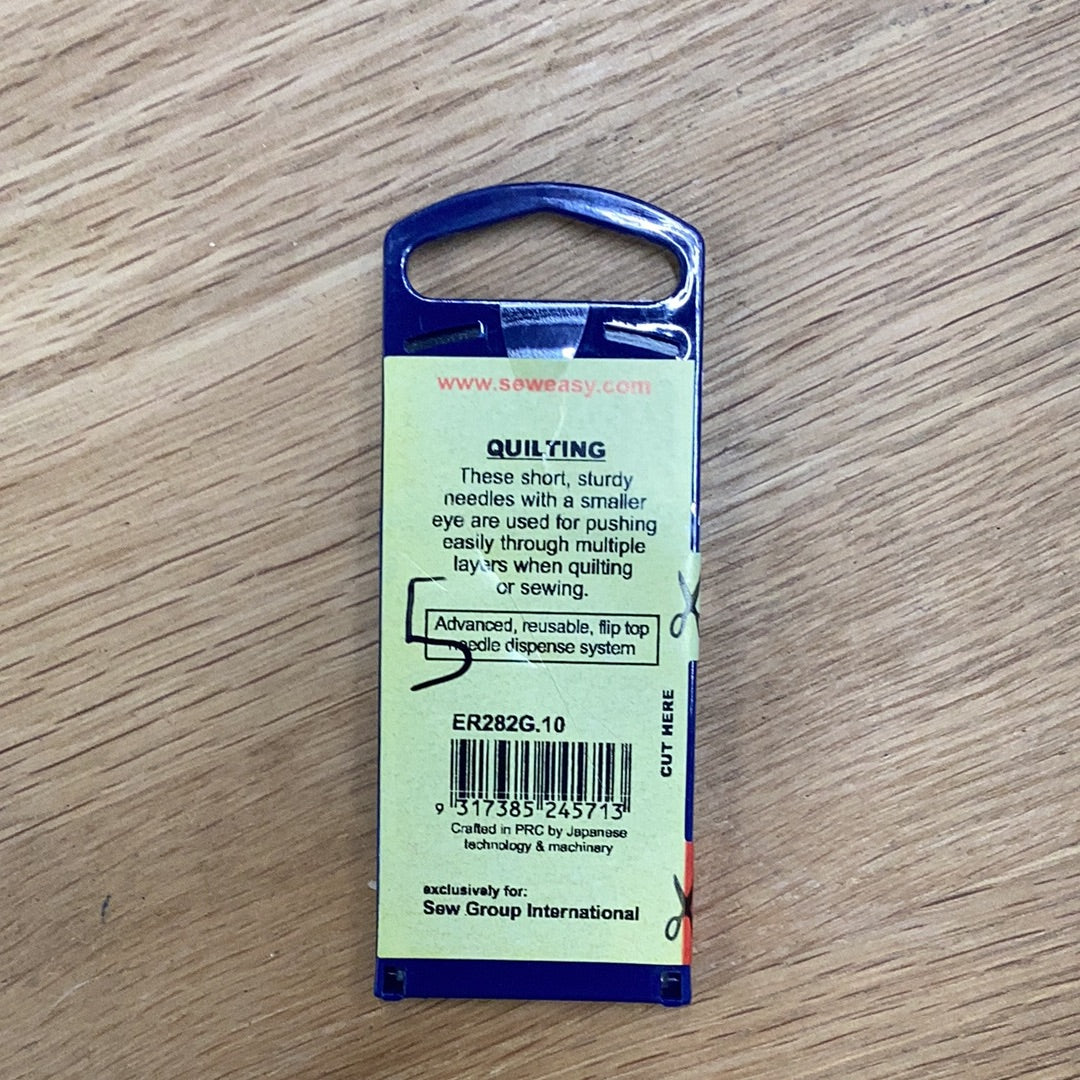 www.seweasy.com
QUILTING
These short, sturdy
needles with a smaller
eye are used for pushing
easily through multiple
layers when quilting
or sewing.
5
Advanced, reusable, flip top
needle dispense system
ER282G.10
CUT HERE
9 317385 245713
Crafted in PRC by Japanese
technology & machinery
exclusively for:
Sew Group International